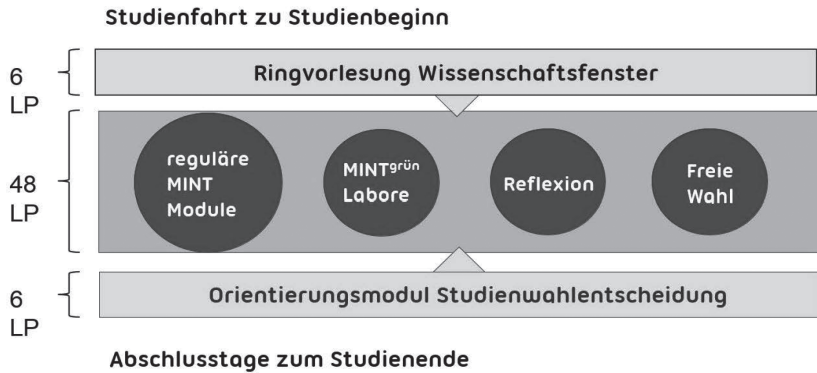 Studienfahrt zu Studienbeginn
6
LP
Ringvorlesung Wissenschaftsfenster
48
LP
reguläre
MINT
Module
MINTgrün
Labore
Reflexion
Freie
Wahl
6
LP
Orientierungsmodul Studienwahlentscheidung
Abschlusstage zum Studienende